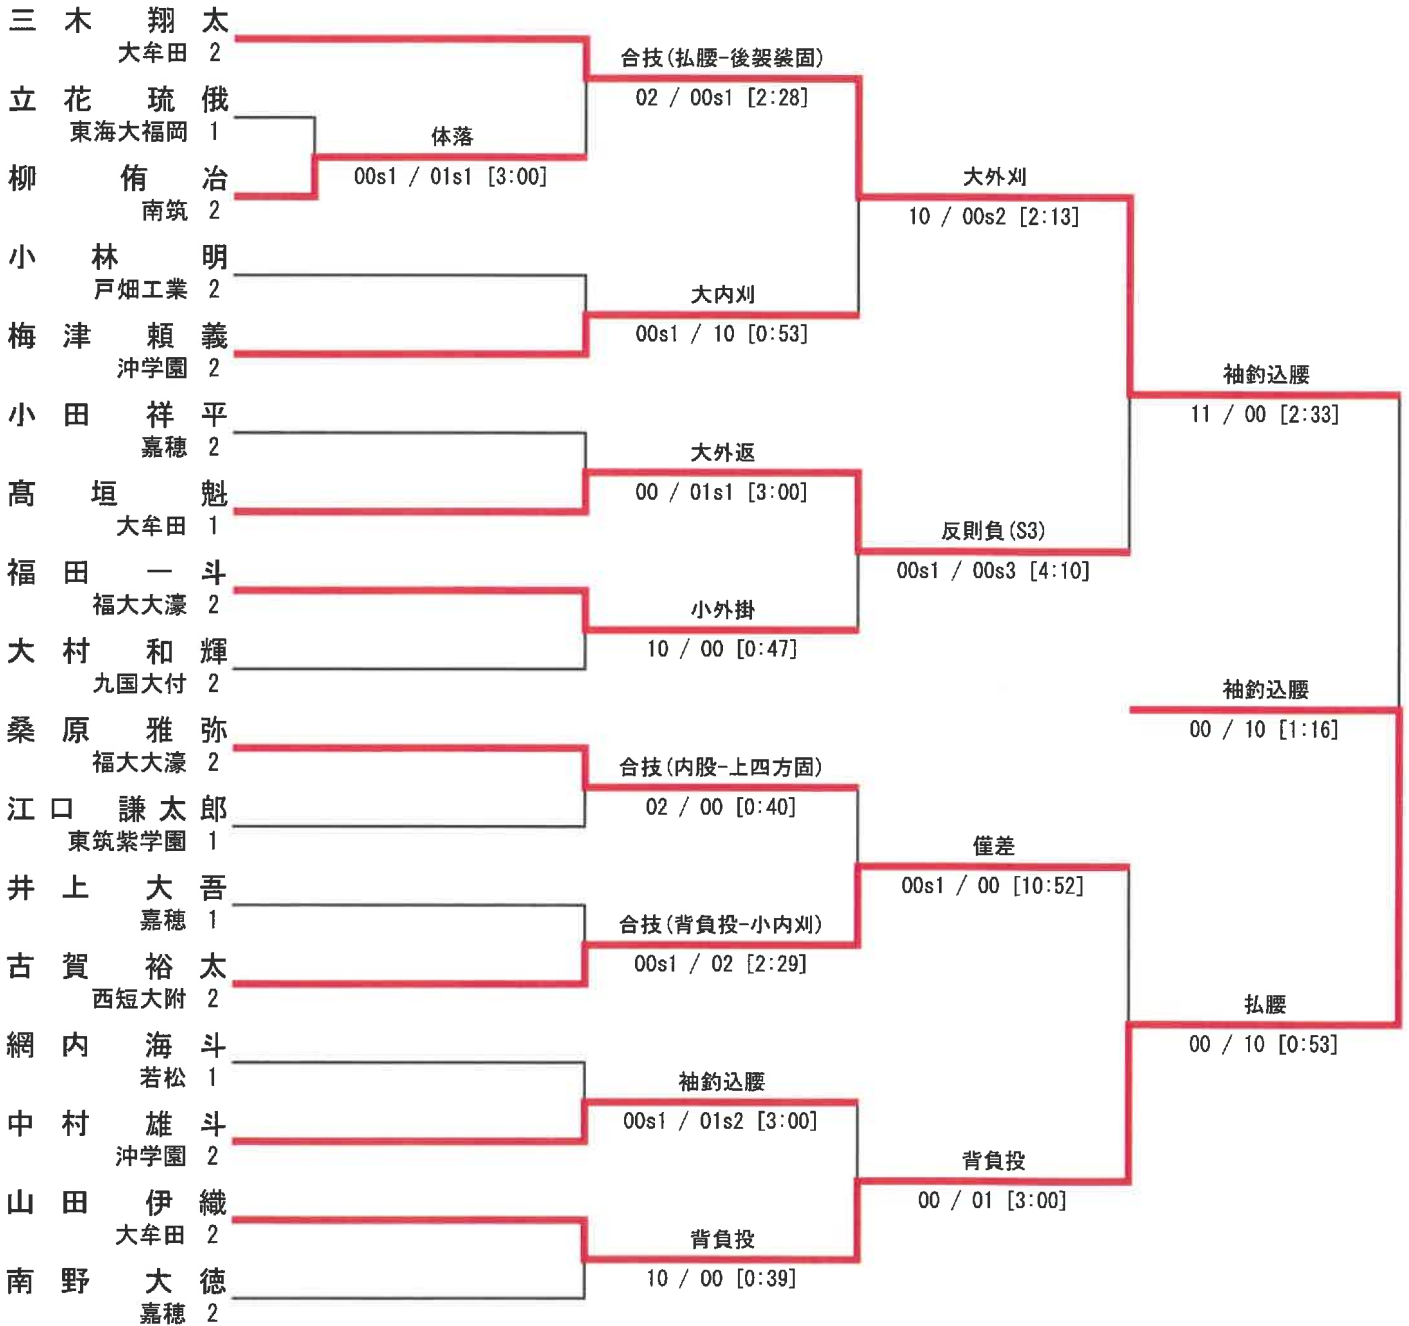 三木 翔太
大牟田 2
合技(払腰-後袈裟固)
02 / 00s1 [2:28]
立花 琉俄
東海大福岡 1
体落
00s1 / 01s1 [3:00]
柳 侑冶
南筑 2
大外刈
10 / 00s2 [2:13]
小林 明
戸畑工業 2
大内刈
00s1 / 10 [0:53]
梅津 頼義
沖学園 2
袖釣込腰
11 / 00 [2:33]
小田 祥平
嘉穂 2
大外返
00 / 01s1 [3:00]
髙垣 魁
大牟田 1
反則負(S3)
00s1 / 00s3 [4:10]
福田 一斗
福大大濠 2
小外掛
10 / 00 [0:47]
大村 和輝
九国大付 2
袖釣込腰
00 / 10 [1:16]
桑原 雅弥
福大大濠 2
合技(内股-上四方固)
02 / 00 [0:40]
江口 謙太郎
東筑紫学園 1
僅差
00s1 / 00 [10:52]
井上 大吾
嘉穂 1
合技(背負投-小内刈)
00s1 / 02 [2:29]
古賀 裕太
西短大附 2
払腰
00 / 10 [0:53]
網内 海斗
若松 1
袖釣込腰
00s1 / 01s2 [3:00]
中村 雄斗
沖学園 2
背負投
00 / 01 [3:00]
山田 伊織
大牟田 2
背負投
10 / 00 [0:39]
南野 大徳
嘉穂 2